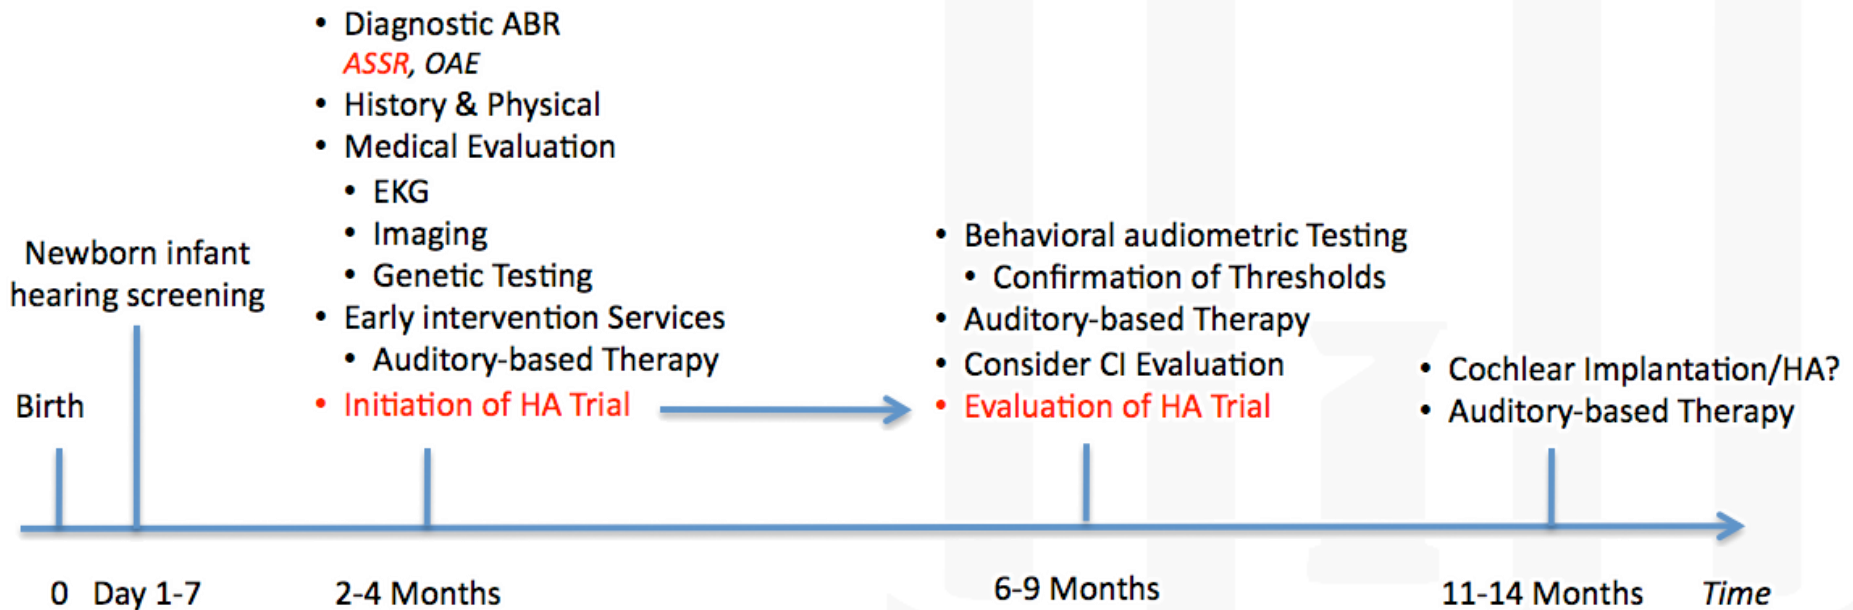 Birth
Newborn infant
hearing screening
• Diagnostic ABR
ASSR, OAE
• History & Physical
• Medical Evaluation
• EKG
• Imaging
• Genetic Testing
• Early intervention Services
• Auditory-based Therapy
• Initiation of HA Trial
• Behavioral audiometric Testing
• Confirmation of Thresholds
• Auditory-based Therapy
• Consider CI Evaluation
• Evaluation of HA Trial
• Cochlear Implantation/HA?
• Auditory-based Therapy
0 Day 1-7 2-4 Months 6-9 Months 11-14 Months Time